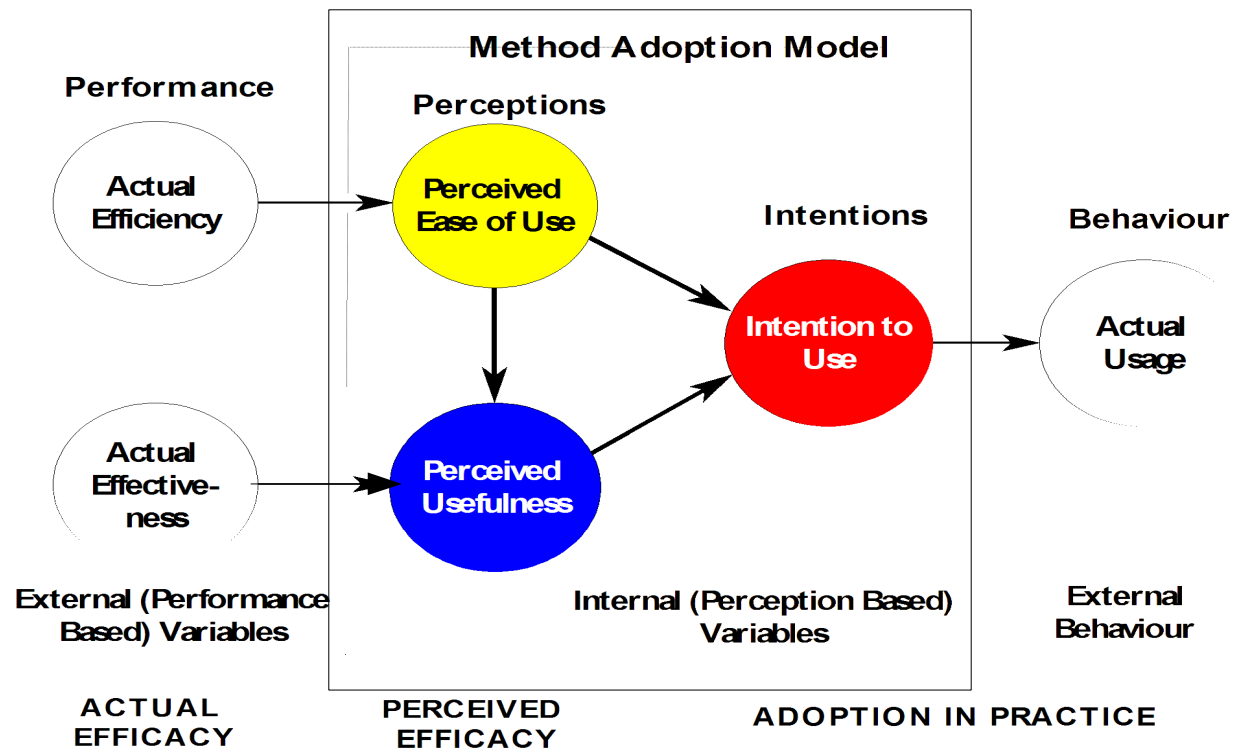 Method Adoption Model
Performance
Perceptions
Actual
Efficiency
Perceived
Ease of Use
Intentions
Behaviour
Intention to
Use
Actual
Usage
Actual
Effective-
ness
Perceived
Usefulness
External (Performance
Based) Variables
Internal (Perception Based)
Variables
External
Behaviour
ACTUAL
EFFICACY
PERCEIVED
EFFICACY
ADOPTION IN PRACTICE